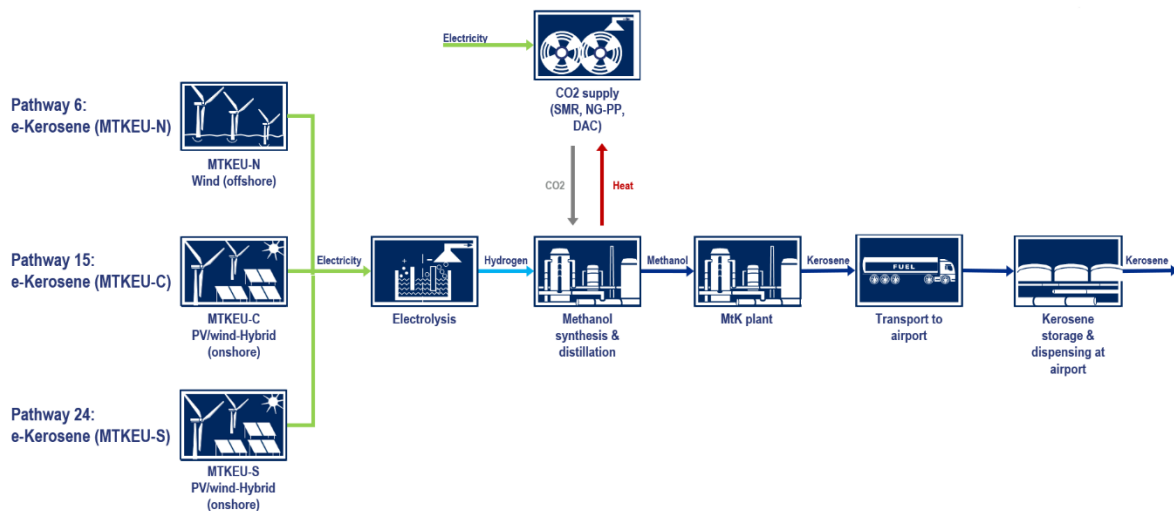 Electricity
CO2 supply
(SMR, NG-PP,
DAC)
Pathway 6:
e-Kerosene (MTKEU-N)
MTKEU-N
Wind (offshore)
CO2
Heat
Pathway 15:
e-Kerosene (MTKEU-C)
MTKEU-C
PV/wind-Hybrid
(onshore)
Electricity
Electrolysis
Hydrogen
Methanol
synthesis &
distillation
Methanol
MtK plant
Kerosene
FUEL
Transport to
airport
Kerosene
storage &
dispensing at
airport
Kerosene
Pathway 24:
e-Kerosene (MTKEU-S)
MTKEU-S
PV/wind-Hybrid
(onshore)